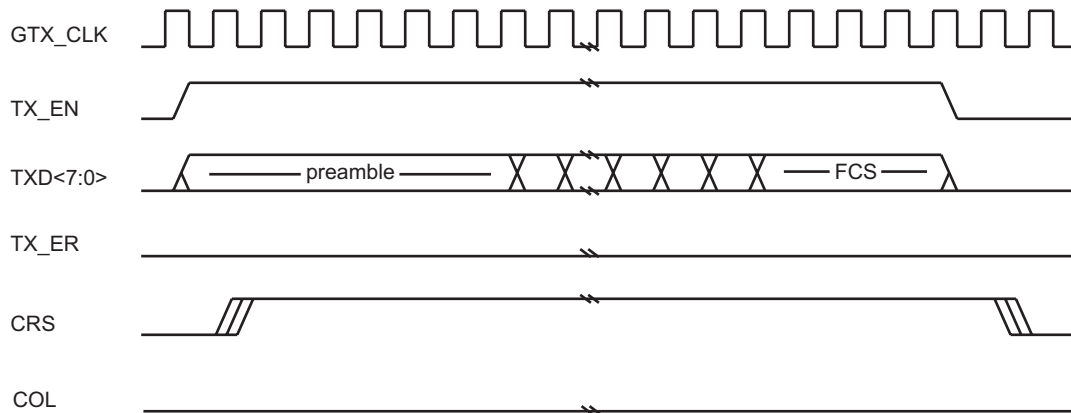 GTX_CLK
TX_EN
TXD<7:0>
preamble
FCS
TX_ER
CRS
COL